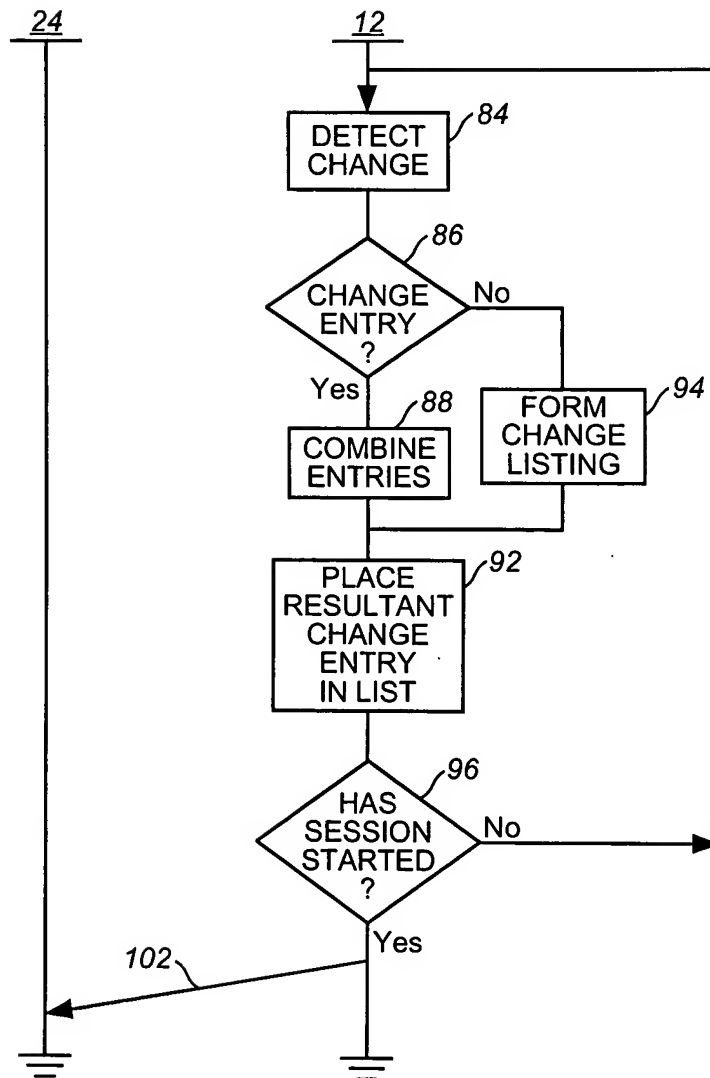 24
12
DETECT
CHANGE
84
86
CHANGE
ENTRY
?
No
Yes
88
COMBINE
ENTRIES
FORM
CHANGE
LISTING
94
92
PLACE
RESULTANT
CHANGE
ENTRY
IN LIST
96
HAS
SESSION
STARTED
?
No
Yes
102